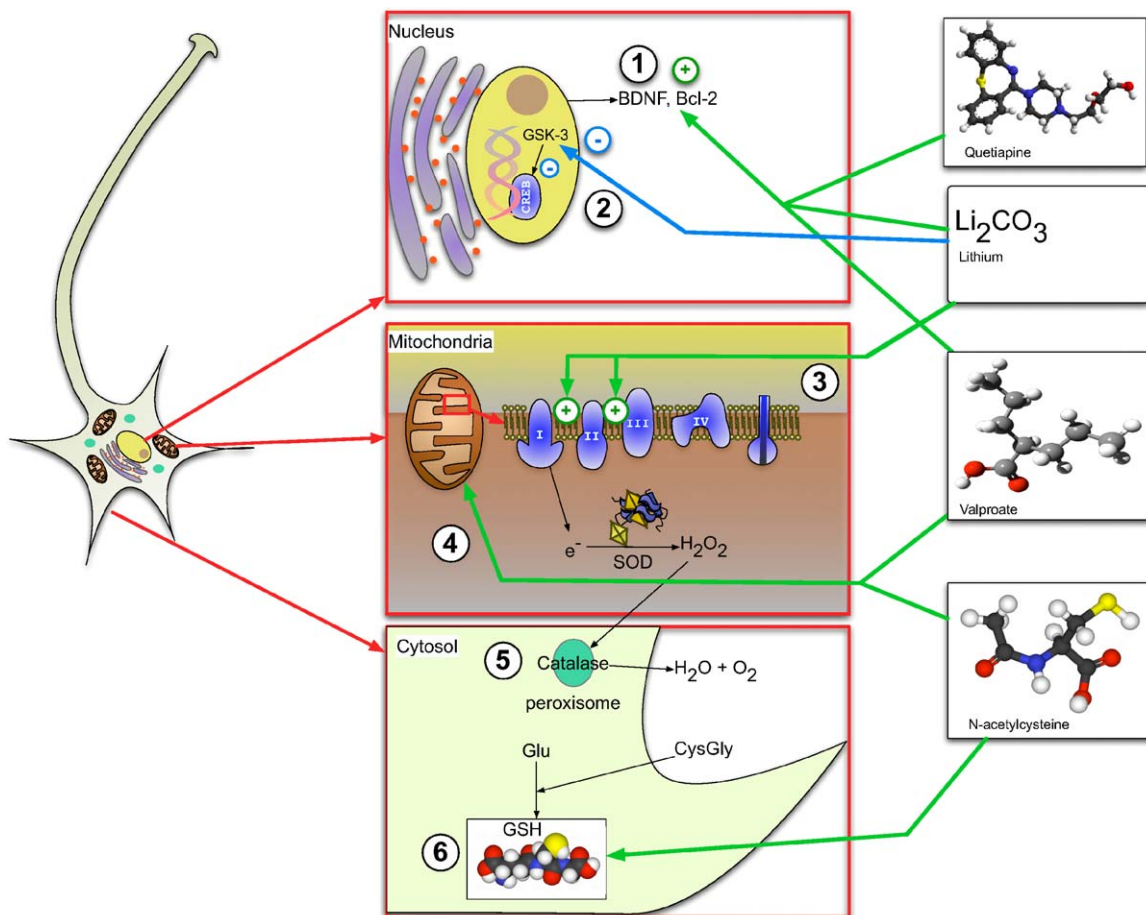 Nucleus
1
+
BDNF, Bcl-2
GSK-3
-
-
CREB
2
Quetiapine
Li2CO3
Lithium
Mitochondria
3
+
+
I
II
III
IV
4
e-
SOD
H2O2
Valproate
Cytosol
5
Catalase
H2O + O2
peroxisome
Glu
CysGly
GSH
6
N-acetylcysteine